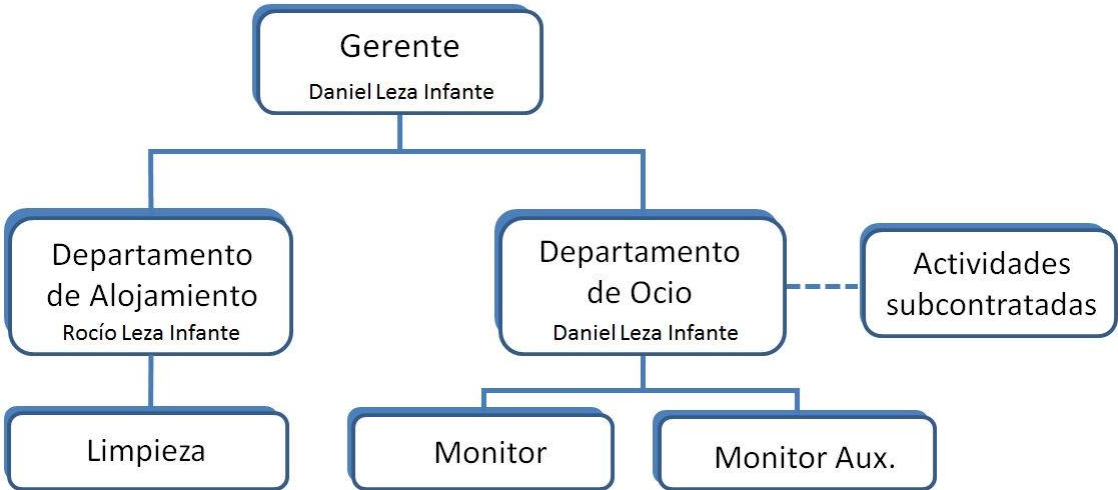 Gerente
Daniel Leza Infante
Departamento
de Alojamiento
Rocío Leza Infante
Departamento
de Ocio
Daniel Leza Infante
Actividades
subcontratadas
Limpieza
Monitor
Monitor Aux.